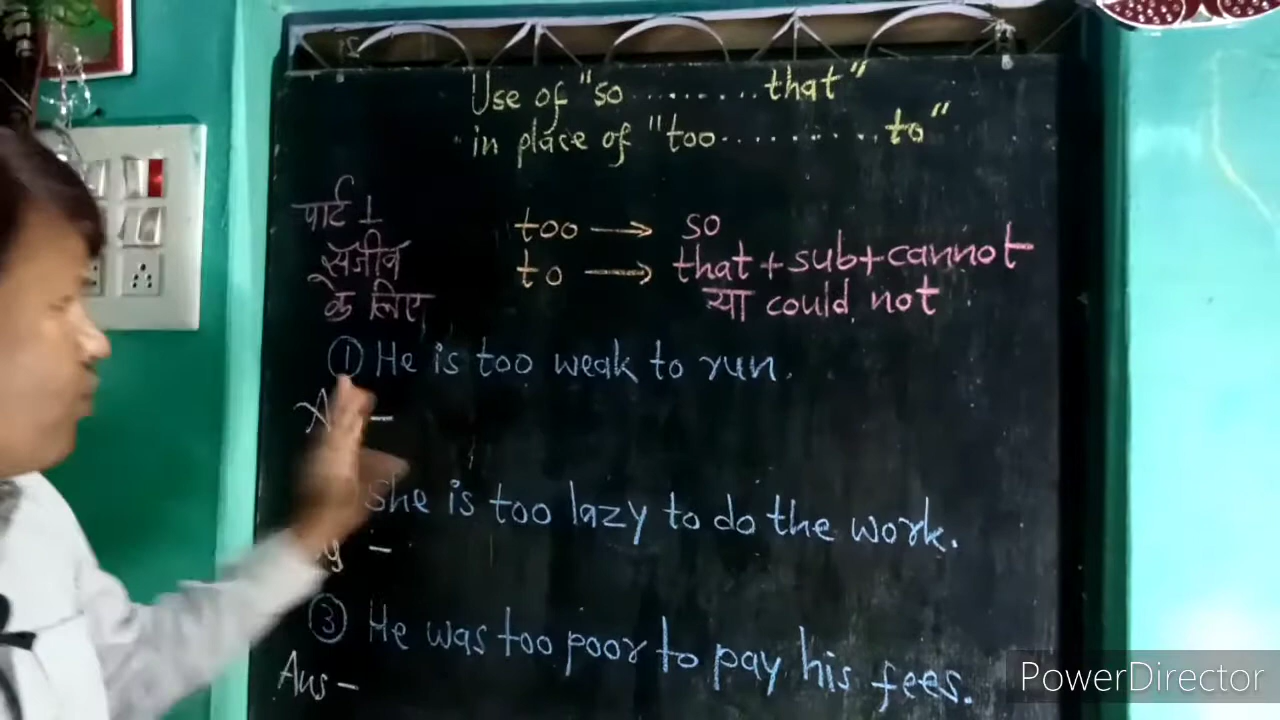 Use of "so ......... that"
in place of "too .......... to"
पार्ट 1
सजीव
के लिए
too → so
to → that + sub + cannot
या could not
① He is too weak to run.
She is too lazy to do the work.
③ He was too poor to pay his fees.
Ans –
PowerDirector